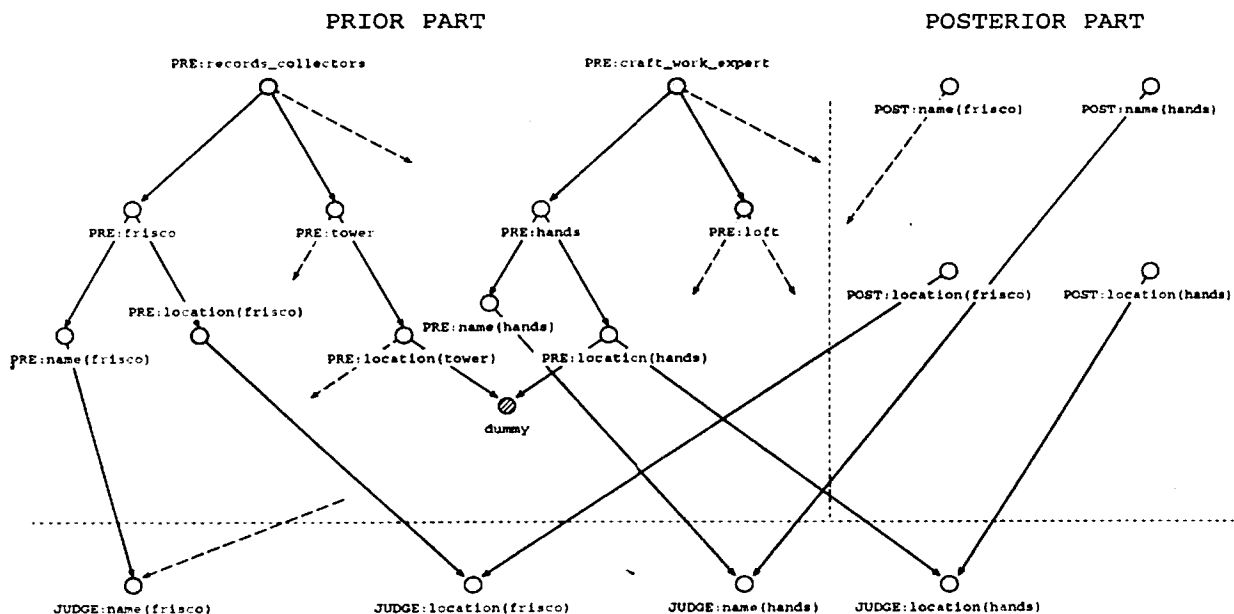 PRIOR PART
POSTERIOR PART
PRE:records_collectors
PRE:craft_work_expert
POST:name(frisco)
POST:name(hands)
PRE:frisco
PRE:tower
PRE:hands
PRE:loft
POST:location(frisco)
POST:location(hands)
PRE:location(frisco)
PRE:name(hands)
PRE:name(frisco)
PRE:location(tower)
PRE:location(hands)
dummy
JUDGE:name(frisco)
JUDGE:location(frisco)
JUDGE:name(hands)
JUDGE:location(hands)